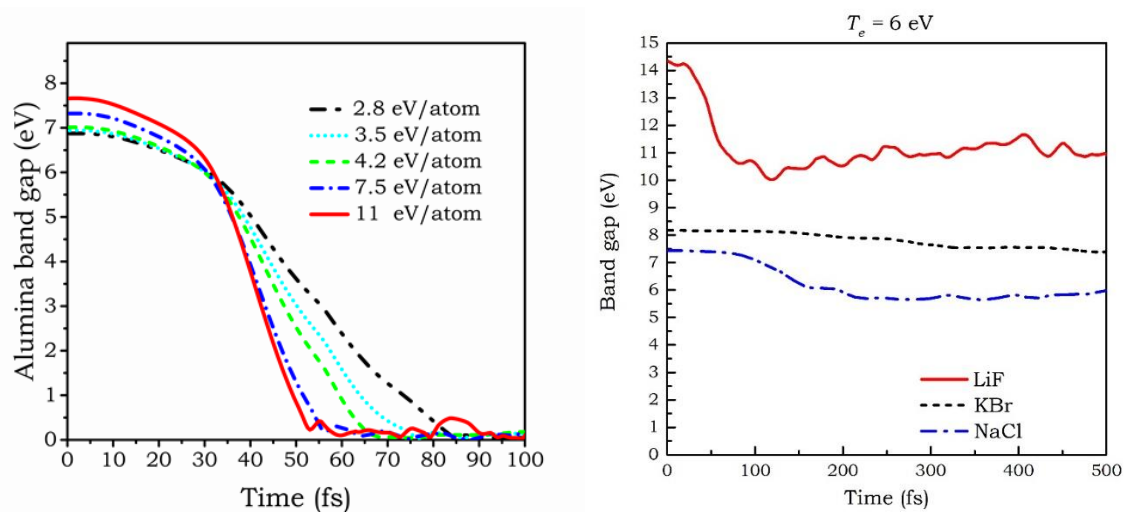 8
7
6
5
4
3
2
1
0
Alumina band gap (eV)
2.8 eV/atom
3.5 eV/atom
4.2 eV/atom
7.5 eV/atom
11 eV/atom
0 10 20 30 40 50 60 70 80 90 100
Time (fs)
T_e = 6 eV
15
14
13
12
11
10
9
8
7
6
5
4
3
2
1
0
Band gap (eV)
LiF
KBr
NaCl
0 100 200 300 400 500
Time (fs)